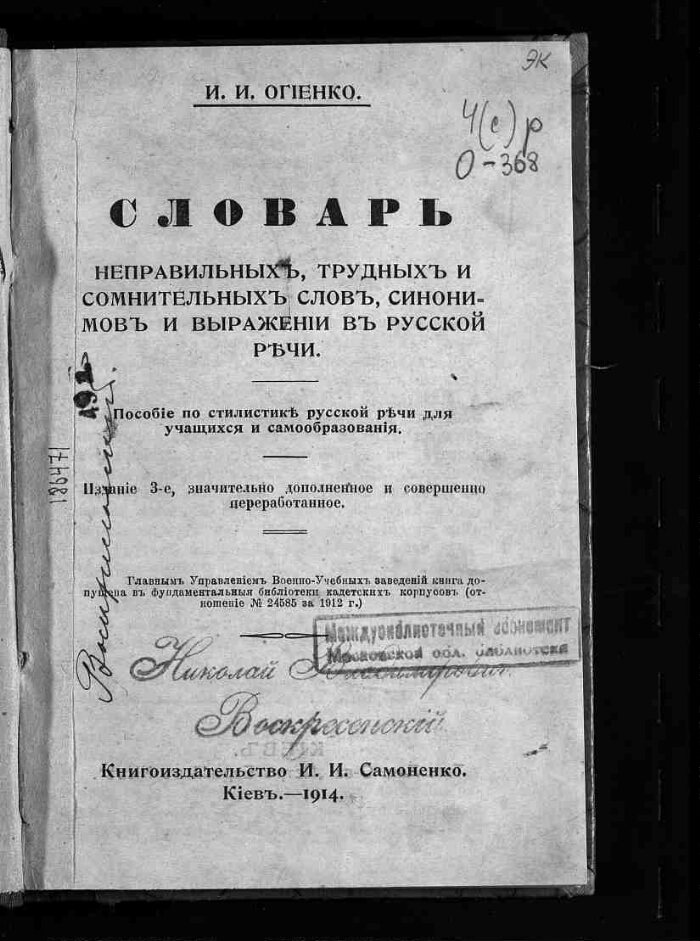 ЭК
И. И. ОГІЕНКО.
4(с)р
О-368
СЛОВАРЬ
НЕПРАВИЛЬНЫХЪ, ТРУДНЫХЪ И
СОМНИТЕЛЬНЫХЪ СЛОВЪ, СИНОНИ-
МОВЪ И ВЫРАЖЕНІИ ВЪ РУССКОЙ
РѢЧИ.
Пособіе по стилистикѣ русской рѣчи для
учащихся и самообразованія.
Изданіе 3-е, значительно дополненное и совершенно
переработанное.
Главнымъ Управленіемъ Военно-Учебныхъ заведеній книга до-
пущена въ фундаментальныя библіотеки кадетскихъ корпусовъ (от-
ношеніе № 24585 за 1912 г.)
Междубиблиотечный абонемент
Московской обл. библиотеки
Николай Владимирович
Воскресенскій
Книгоиздательство И. И. Самоненко.
Кіевъ.—1914.
186471